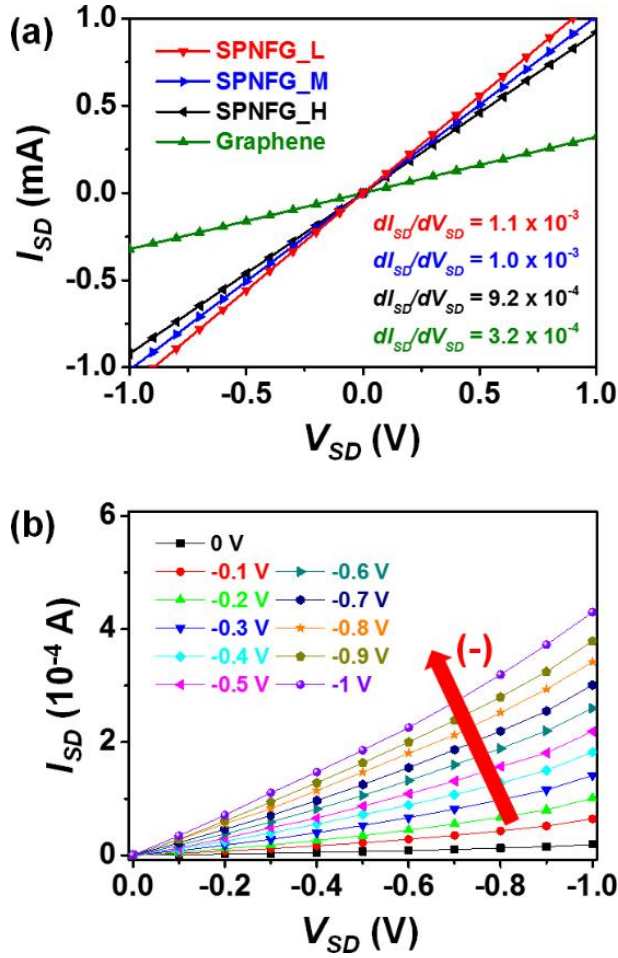 (a)
1.0
0.5
0.0
-0.5
-1.0
I_SD (mA)
SPNFG_L
SPNFG_M
SPNFG_H
Graphene
dI_SD/dV_SD = 1.1 x 10^-3
dI_SD/dV_SD = 1.0 x 10^-3
dI_SD/dV_SD = 9.2 x 10^-4
dI_SD/dV_SD = 3.2 x 10^-4
-1.0 -0.5 0.0 0.5 1.0
V_SD (V)
(b)
6
4
2
0
I_SD (10^-4 A)
0 V
-0.1 V -0.6 V
-0.2 V -0.7 V
-0.3 V -0.8 V
-0.4 V -0.9 V
-0.5 V -1 V
(-)
0.0 -0.2 -0.4 -0.6 -0.8 -1.0
V_SD (V)